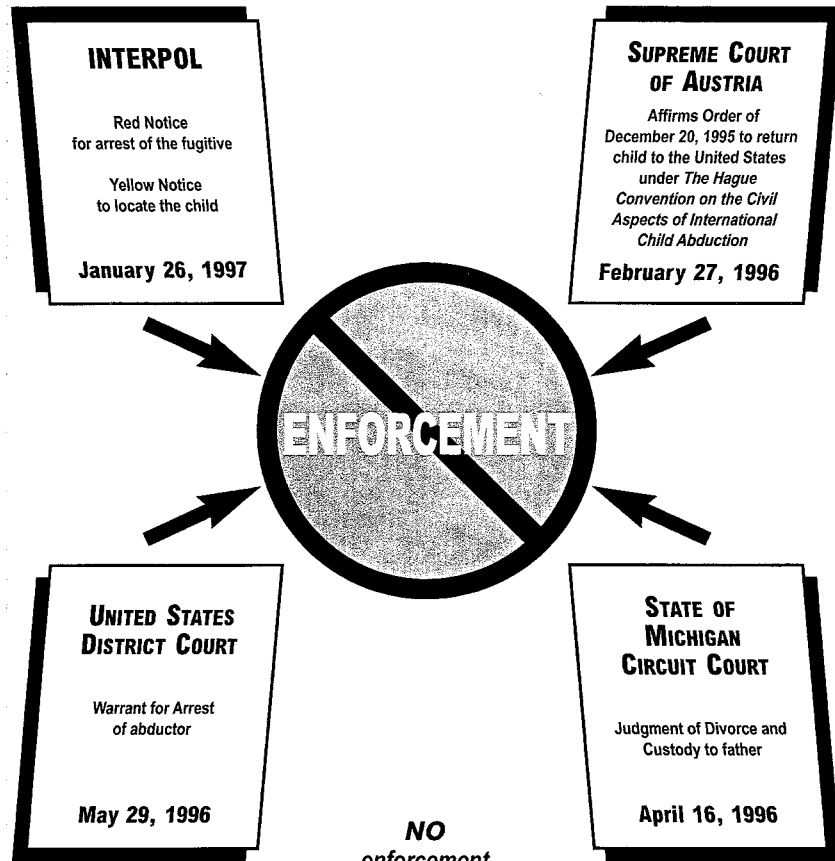 INTERPOL
Red Notice
for arrest of the fugitive
Yellow Notice
to locate the child
January 26, 1997
SUPREME COURT
OF AUSTRIA
Affirms Order of
December 20, 1995 to return
child to the United States
under The Hague
Convention on the Civil
Aspects of International
Child Abduction
February 27, 1996
ENFORCEMENT
UNITED STATES
DISTRICT COURT
Warrant for Arrest
of abductor
May 29, 1996
STATE OF
MICHIGAN
CIRCUIT COURT
Judgment of Divorce and
Custody to father
April 16, 1996
NO
enforcement